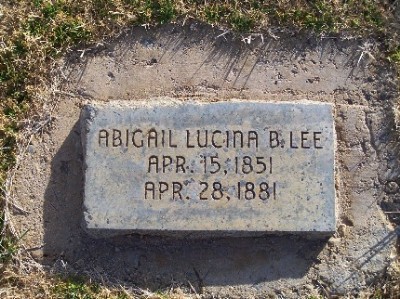 ABIGAIL LUCINA B. LEE
APR. 15, 1851
APR. 28, 1881